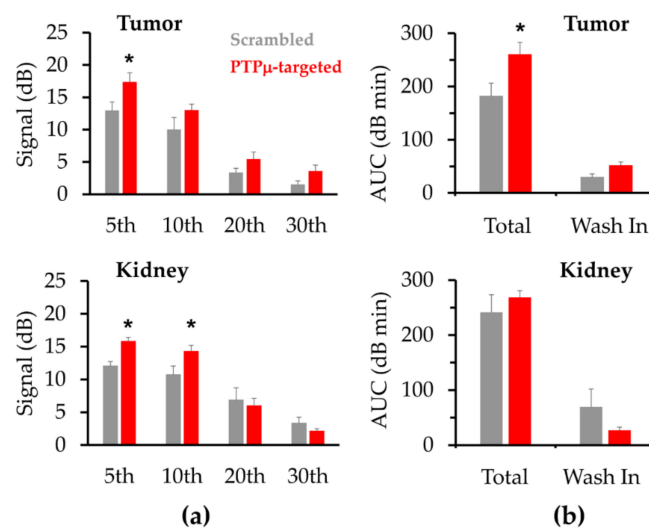 Tumor
Scrambled
PTPμ-targeted
Signal (dB)
25
20
15
10
5
0
*
5th 10th 20th 30th
Tumor
AUC (dB min)
300
200
100
0
*
Total Wash In
Kidney
Signal (dB)
25
20
15
10
5
0
* *
5th 10th 20th 30th
Kidney
AUC (dB min)
300
200
100
0
Total Wash In
(a) (b)